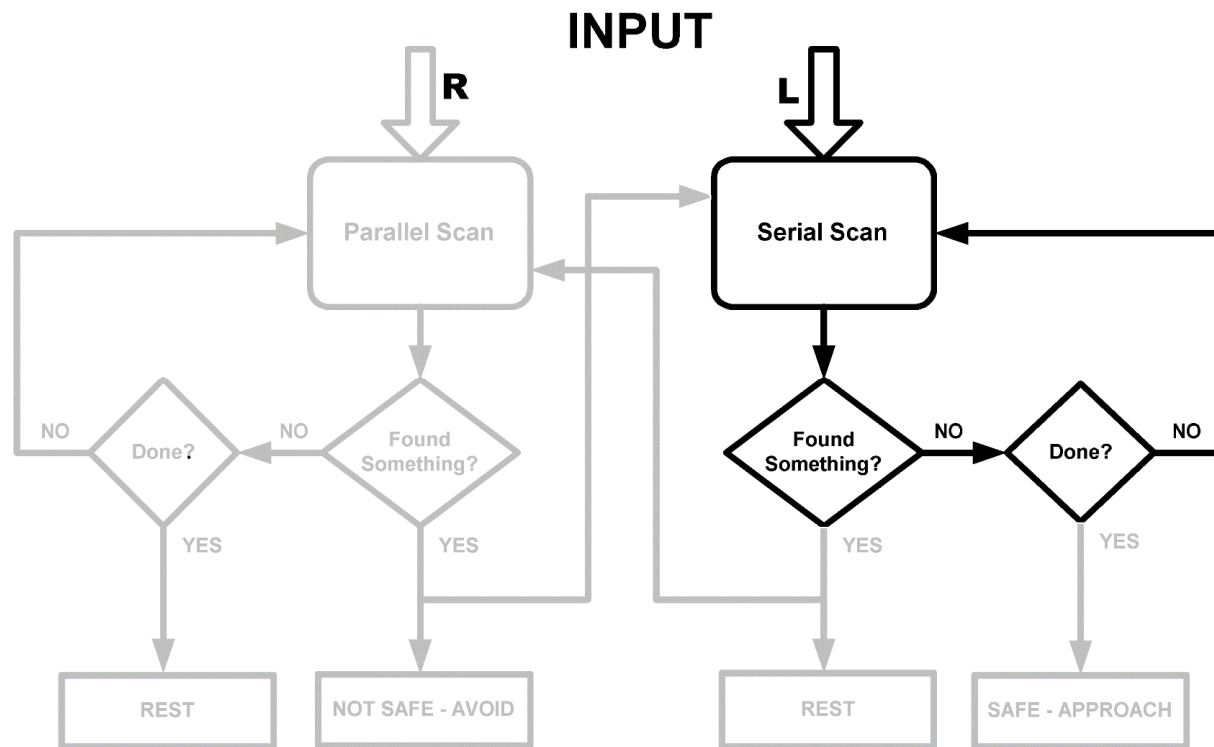 INPUT
R
L
Parallel Scan
Serial Scan
NO
Done?
NO
Found
Something?
Found
Something?
NO
Done?
NO
YES
YES
YES
YES
REST
NOT SAFE - AVOID
REST
SAFE - APPROACH